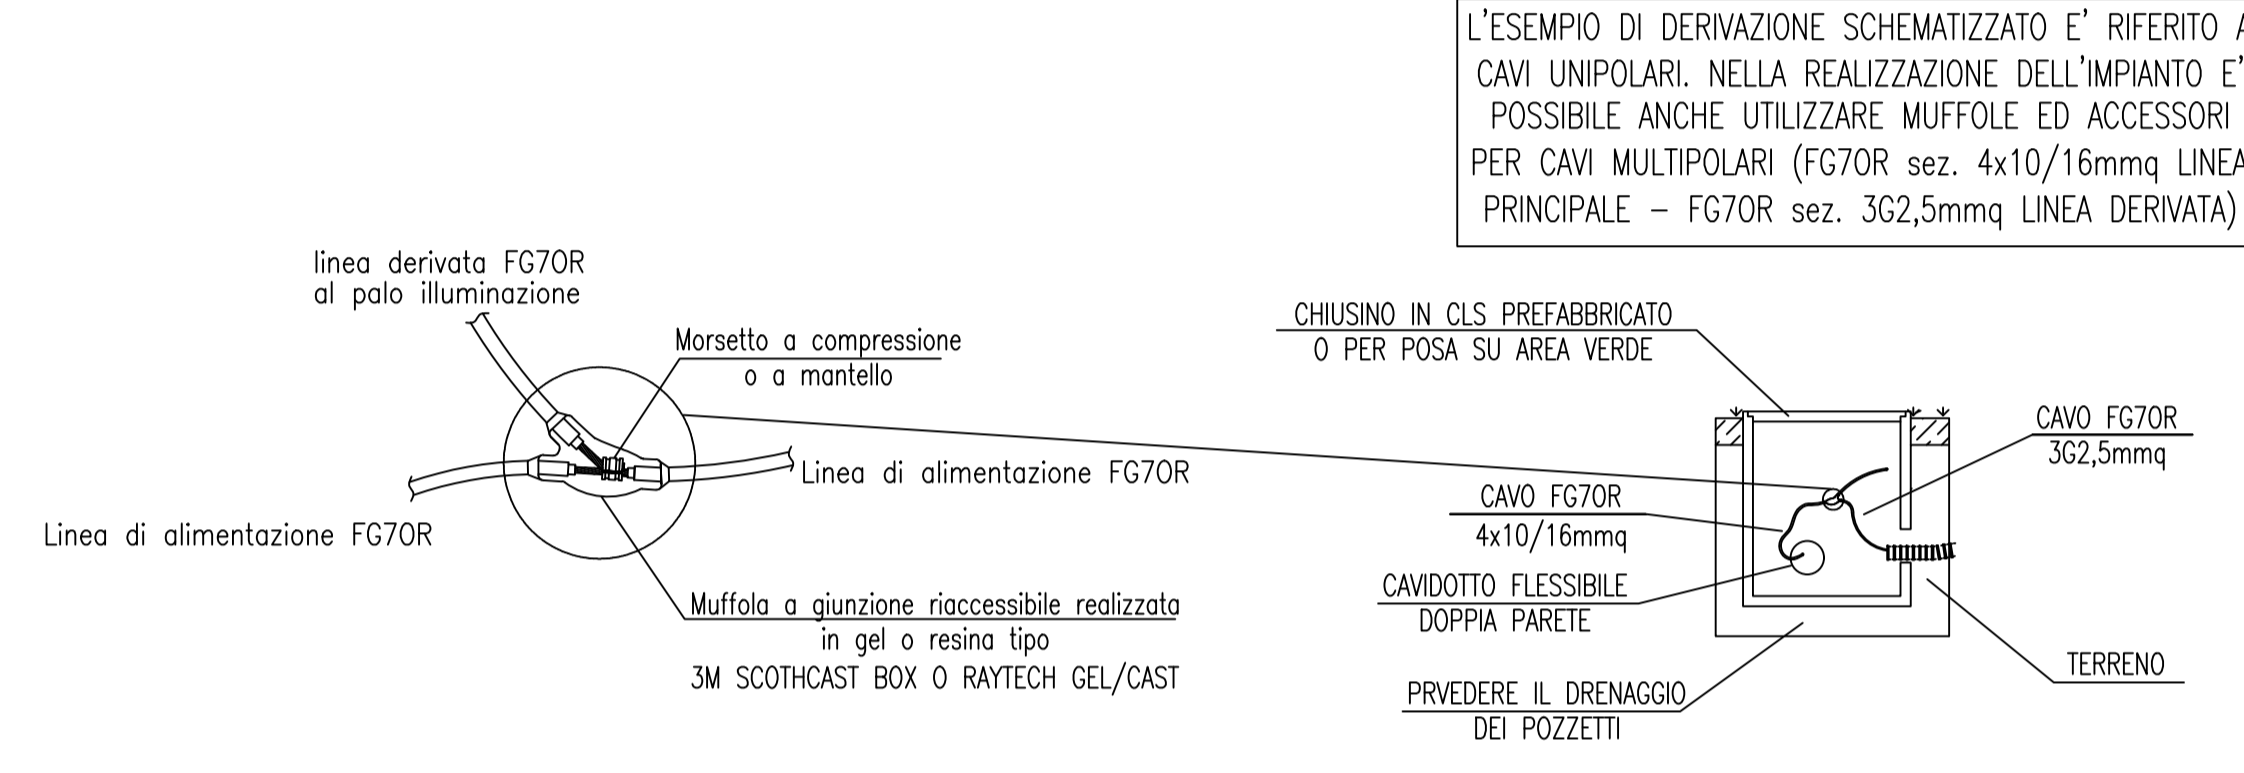 L'ESEMPIO DI DERIVAZIONE SCHEMATIZZATO E' RIFERITO A
CAVI UNIPOLARI. NELLA REALIZZAZIONE DELL'IMPIANTO E'
POSSIBILE ANCHE UTILIZZARE MUFFOLE ED ACCESSORI
PER CAVI MULTIPOLARI (FG7OR sez. 4x10/16mmq LINEA
PRINCIPALE – FG7OR sez. 3G2,5mmq LINEA DERIVATA)
linea derivata FG7OR
al palo illuminazione
Morsetto a compressione
o a mantello
Linea di alimentazione FG7OR
Linea di alimentazione FG7OR
Muffola a giunzione riaccessibile realizzata
in gel o resina tipo
3M SCOTHCAST BOX O RAYTECH GEL/CAST
CHIUSINO IN CLS PREFABBRICATO
O PER POSA SU AREA VERDE
CAVO FG7OR
3G2,5mmq
CAVO FG7OR
4x10/16mmq
CAVIDOTTO FLESSIBILE
DOPPIA PARETE
TERRENO
PRVEDERE IL DRENAGGIO
DEI POZZETTI